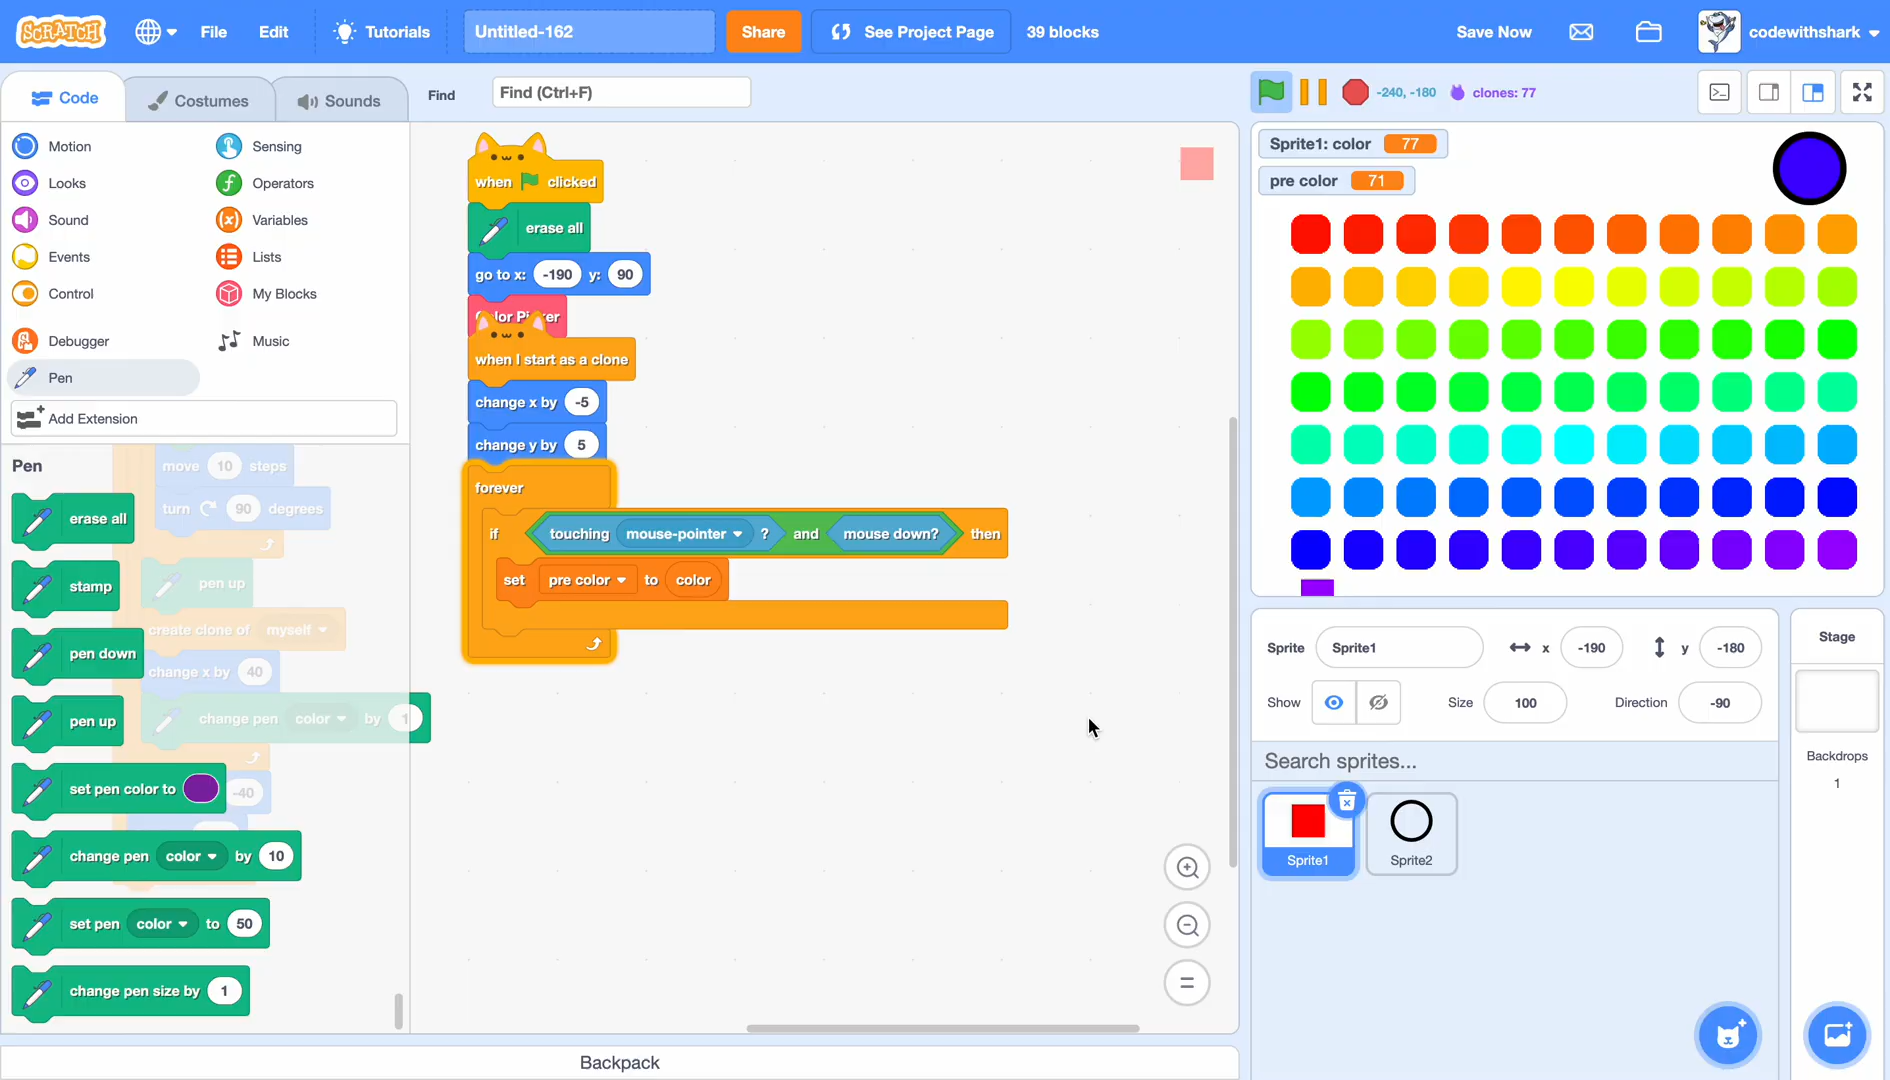 SCRATCH File Edit Tutorials Untitled-162 Share See Project Page 39 blocks Save Now codewithshark
Code Costumes Sounds Find Find (Ctrl+F) -240, -180 clones: 77
Motion Sensing
Looks Operators
Sound Variables
Events Lists
Control My Blocks
Debugger Music
Pen
Add Extension
Pen
move 10 steps
turn 90 degrees
pen up
create clone of myself
change x by 40
change pen color by 1
-40
erase all
stamp
pen down
pen up
set pen color to
change pen color by 10
set pen color to 50
change pen size by 1
when clicked
erase all
go to x: -190 y: 90
when I start as a clone
change x by -5
change y by 5
forever
if touching mouse-pointer ? and mouse down? then
set pre color to color
Sprite1: color 77
pre color 71
Sprite Sprite1 x -190 y -180
Show Size 100 Direction -90
Search sprites...
Sprite1 Sprite2
Stage
Backdrops
1
Backpack